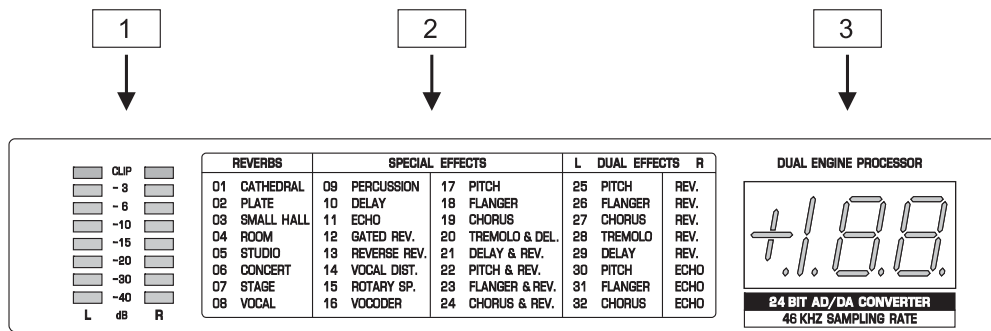 1 2 3
CLIP
- 3
- 6
-10
-15
-20
-30
-40
L dB R
REVERBS SPECIAL EFFECTS L DUAL EFFECTS R
01 CATHEDRAL 09 PERCUSSION 17 PITCH 25 PITCH REV.
02 PLATE 10 DELAY 18 FLANGER 26 FLANGER REV.
03 SMALL HALL 11 ECHO 19 CHORUS 27 CHORUS REV.
04 ROOM 12 GATED REV. 20 TREMOLO & DEL. 28 TREMOLO REV.
05 STUDIO 13 REVERSE REV. 21 DELAY & REV. 29 DELAY REV.
06 CONCERT 14 VOCAL DIST. 22 PITCH & REV. 30 PITCH ECHO
07 STAGE 15 ROTARY SP. 23 FLANGER & REV. 31 FLANGER ECHO
08 VOCAL 16 VOCODER 24 CHORUS & REV. 32 CHORUS ECHO
DUAL ENGINE PROCESSOR
+1.8.8
24 BIT AD/DA CONVERTER
46 KHZ SAMPLING RATE